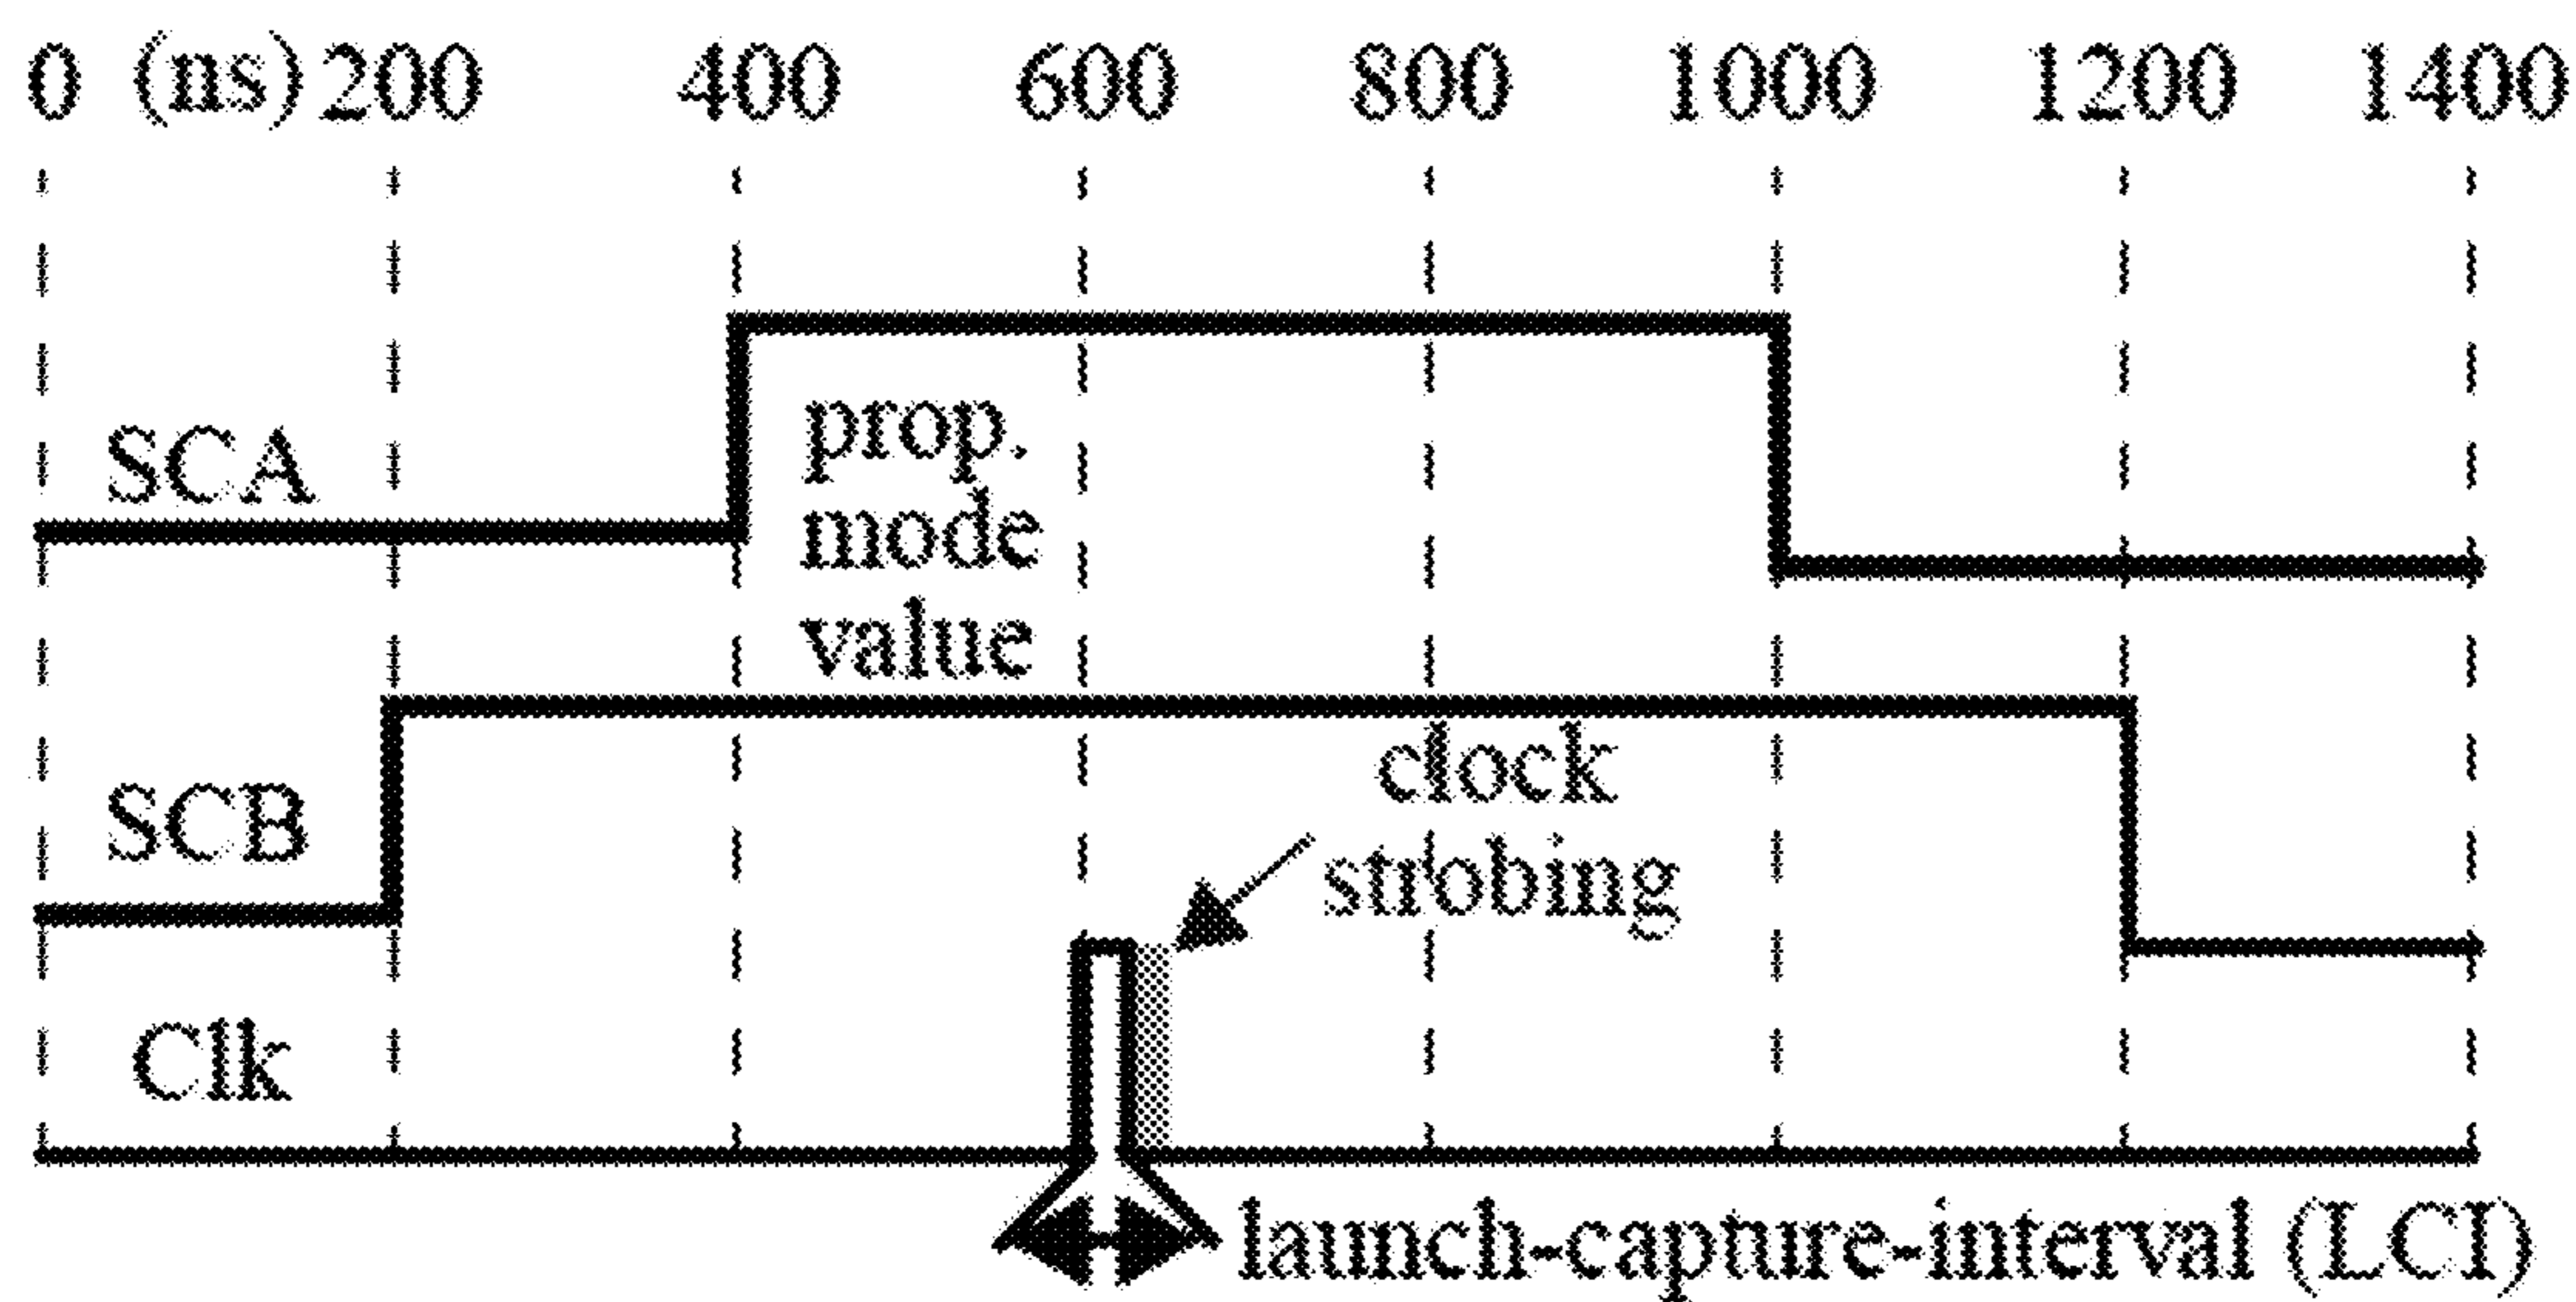 0 (ns) 200 400 600 800 1000 1200 1400
SCA
prop.
mode
value
SCB
clock
strobing
Clk
launch-capture-interval (LCI)